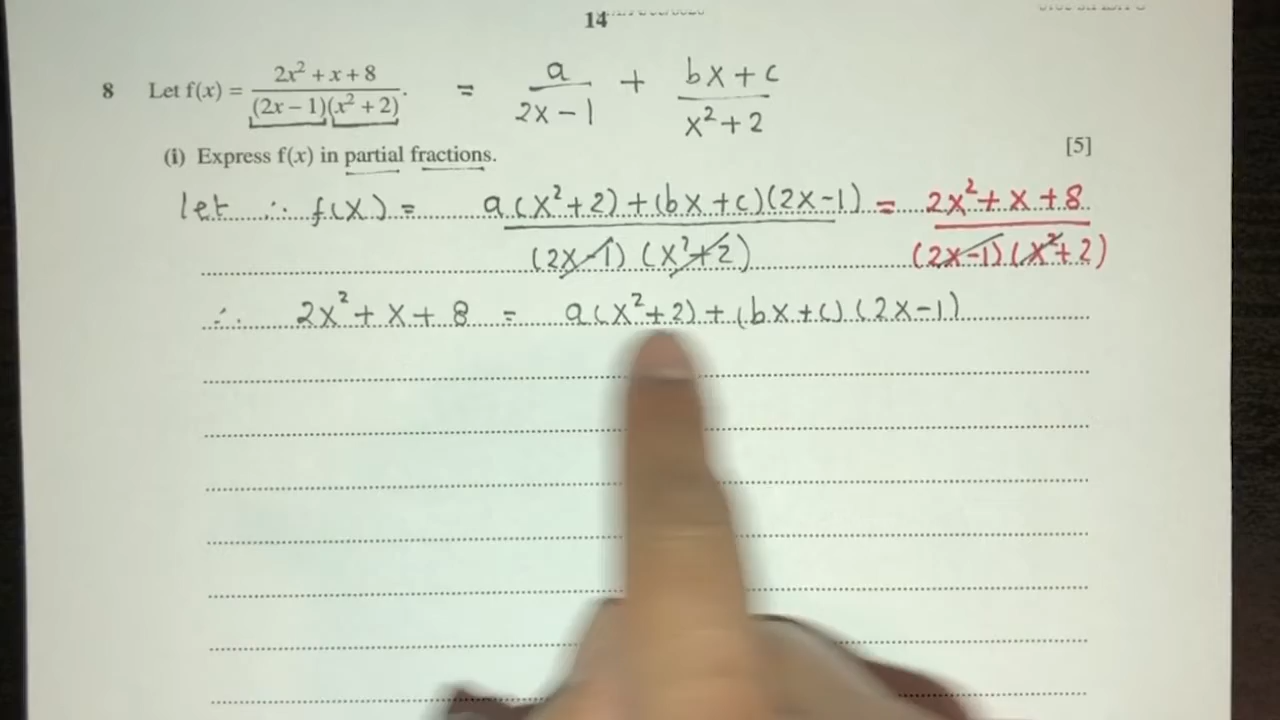 14
8 Let f(x) = (2x² + x + 8)/((2x − 1)(x² + 2)). = a/(2x − 1) + (bx + c)/(x² + 2)
(i) Express f(x) in partial fractions. [5]
let ∴ f(x) = (a(x² + 2) + (bx + c)(2x − 1))/((2x − 1)(x² + 2)) = (2x² + x + 8)/((2x − 1)(x² + 2))
∴ 2x² + x + 8 = a(x² + 2) + (bx + c)(2x − 1)